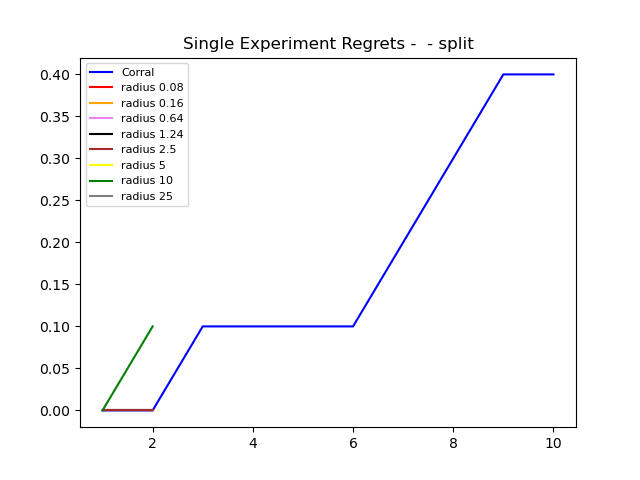 Single Experiment Regrets -  - split
Corral
radius 0.08
radius 0.16
radius 0.64
radius 1.24
radius 2.5
radius 5
radius 10
radius 25
0.40
0.35
0.30
0.25
0.20
0.15
0.10
0.05
0.00
2 4 6 8 10